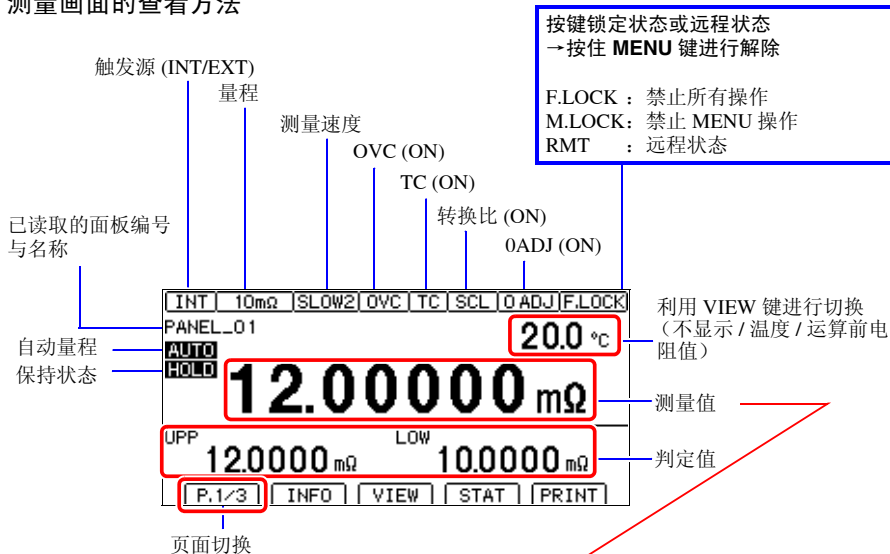 测量画面的查看方法
按键锁定状态或远程状态
→按住 MENU 键进行解除
F.LOCK ：禁止所有操作
M.LOCK：禁止 MENU 操作
RMT ：远程状态
触发源 (INT/EXT)
量程
测量速度
OVC (ON)
TC (ON)
转换比 (ON)
0ADJ (ON)
已读取的面板编号
与名称
INT 10mΩ SLOW2 OVC TC SCL 0 ADJ F.LOCK
PANEL_01
20.0 ℃
利用 VIEW 键进行切换
（不显示 / 温度 / 运算前电
阻值）
自动量程
AUTO
保持状态
HOLD
12.00000 mΩ
测量值
UPP
LOW
12.0000 mΩ
10.0000 mΩ
判定值
P.1/3 INFO VIEW STAT PRINT
页面切换